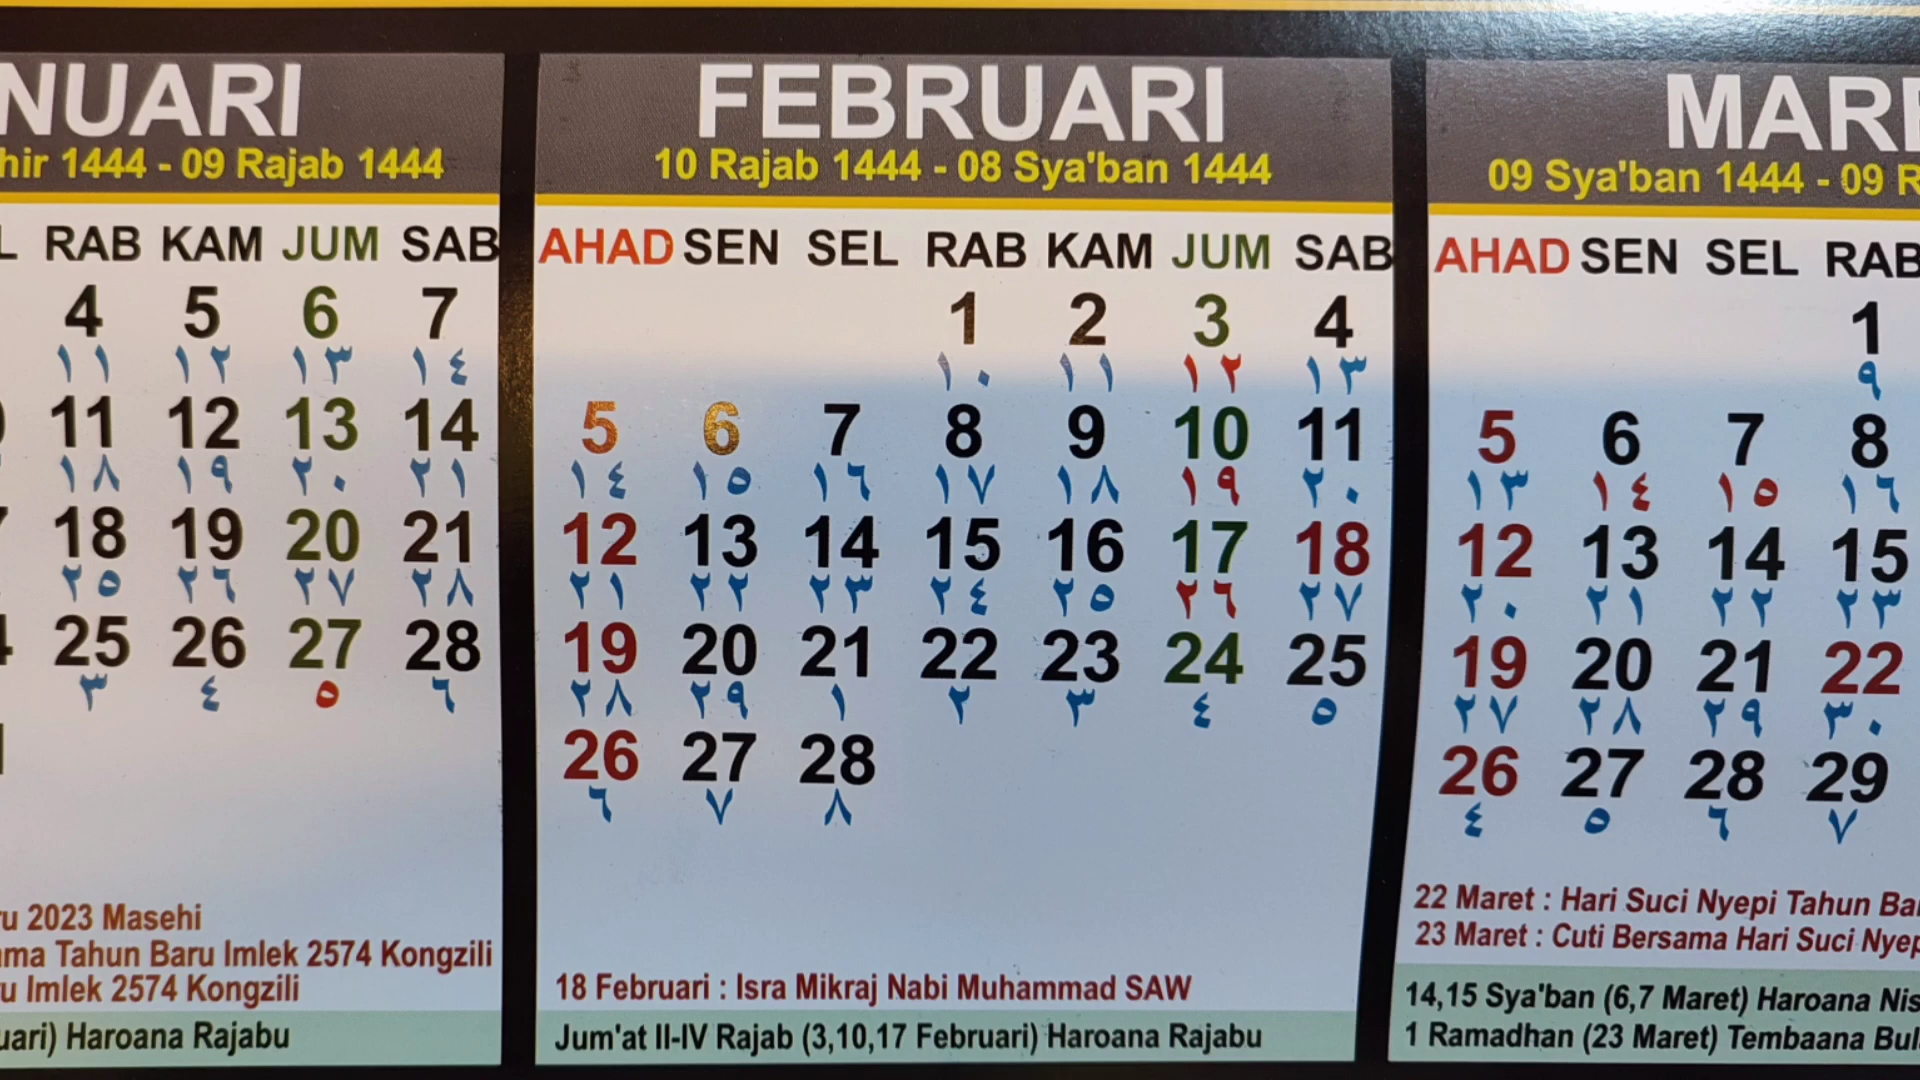 NUARI
hir 1444 - 09 Rajab 1444
RAB KAM JUM SAB
4 5 6 7
١١ ١٢ ١٣ ١٤
11 12 13 14
١٨ ١٩ ٢٠ ٢١
18 19 20 21
٢٥ ٢٦ ٢٧ ٢٨
25 26 27 28
٣ ٤ ٥ ٦
ru 2023 Masehi
ama Tahun Baru Imlek 2574 Kongzili
ru Imlek 2574 Kongzili
uari) Haroana Rajabu
FEBRUARI
10 Rajab 1444 - 08 Sya'ban 1444
AHAD SEN SEL RAB KAM JUM SAB
1 2 3 4
١٠ ١١ ١٢ ١٣
5 6 7 8 9 10 11
١٤ ١٥ ١٦ ١٧ ١٨ ١٩ ٢٠
12 13 14 15 16 17 18
٢١ ٢٢ ٢٣ ٢٤ ٢٥ ٢٦ ٢٧
19 20 21 22 23 24 25
٢٨ ٢٩ ١ ٢ ٣ ٤ ٥
26 27 28
٦ ٧ ٨
18 Februari : Isra Mikraj Nabi Muhammad SAW
Jum'at II-IV Rajab (3,10,17 Februari) Haroana Rajabu
MARE
09 Sya'ban 1444 - 09 R
AHAD SEN SEL RAB
1
٩
5 6 7 8
١٣ ١٤ ١٥ ١٦
12 13 14 15
٢٠ ٢١ ٢٢ ٢٣
19 20 21 22
٢٧ ٢٨ ٢٩ ٣٠
26 27 28 29
٤ ٥ ٦ ٧
22 Maret : Hari Suci Nyepi Tahun Ba
23 Maret : Cuti Bersama Hari Suci Nyep
14,15 Sya'ban (6,7 Maret) Haroana Nis
1 Ramadhan (23 Maret) Tembaana Bul